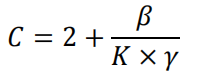 C = 2 + β / (K × γ)